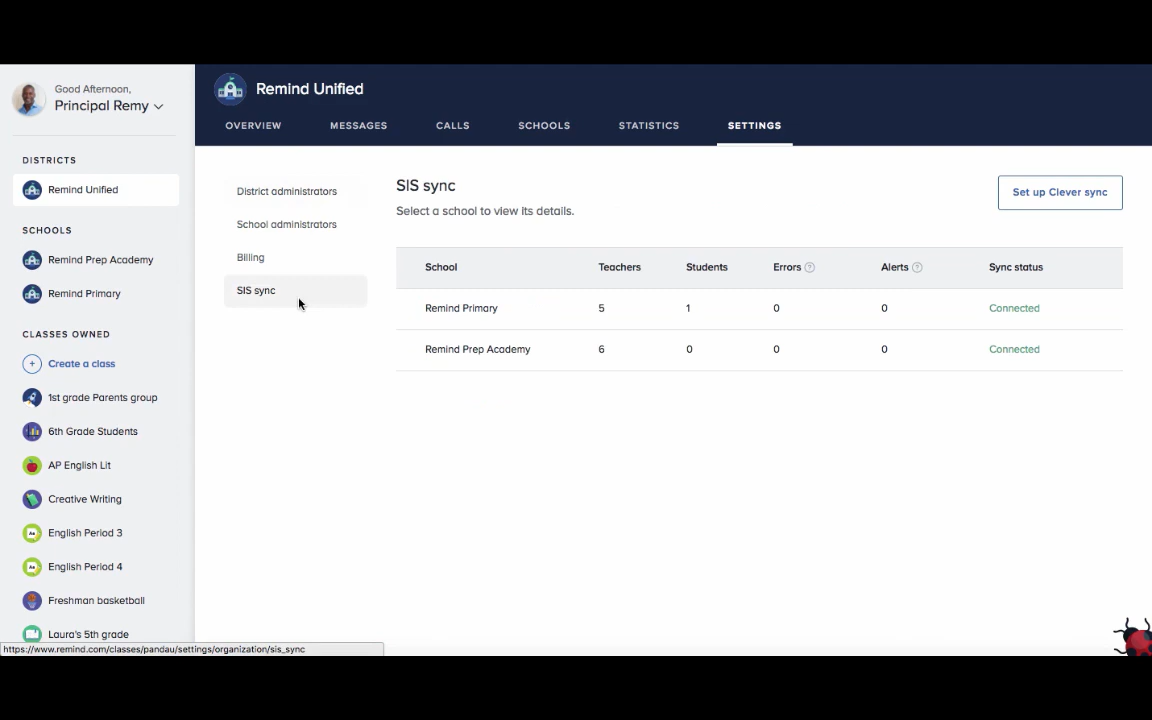 Good Afternoon,
Principal Remy
DISTRICTS
Remind Unified
SCHOOLS
Remind Prep Academy
Remind Primary
CLASSES OWNED
+ Create a class
1st grade Parents group
6th Grade Students
AP English Lit
Creative Writing
Aa English Period 3
Aa English Period 4
Freshman basketball
Laura's 5th grade
https://www.remind.com/classes/pandau/settings/organization/sis_sync
Remind Unified
OVERVIEW MESSAGES CALLS SCHOOLS STATISTICS SETTINGS
District administrators
School administrators
Billing
SIS sync
SIS sync
Select a school to view its details.
Set up Clever sync
School Teachers Students Errors ? Alerts ? Sync status
Remind Primary 5 1 0 0 Connected
Remind Prep Academy 6 0 0 0 Connected